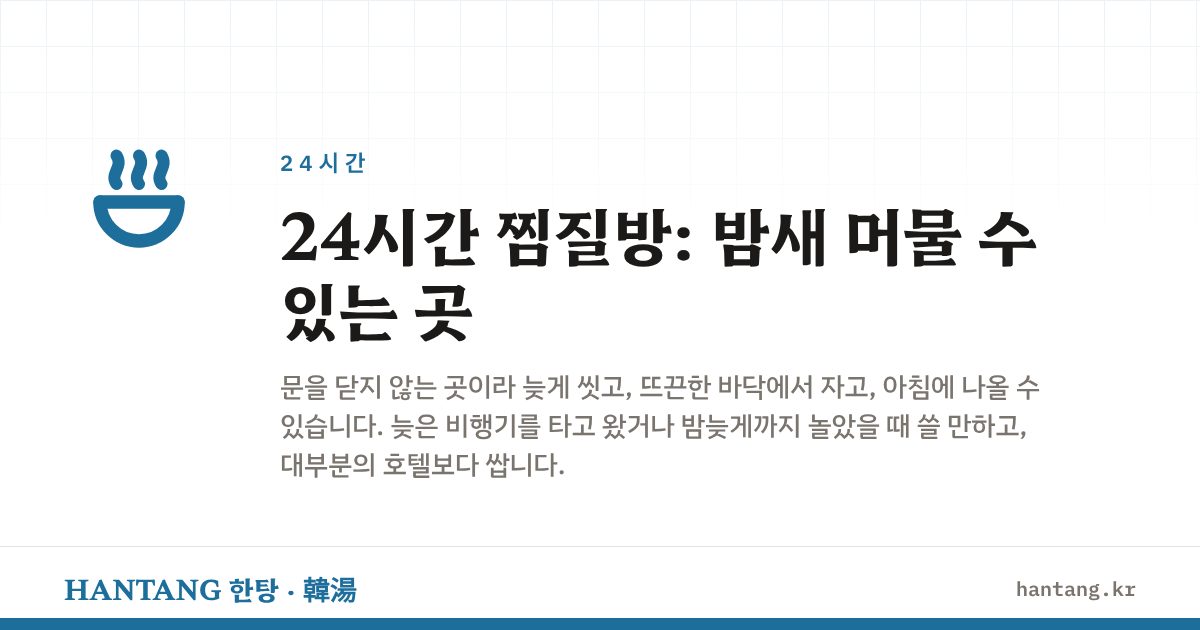 24시간
24시간 찜질방: 밤새 머물 수
있는 곳
문을 닫지 않는 곳이라 늦게 씻고, 뜨끈한 바닥에서 자고, 아침에 나올 수
있습니다. 늦은 비행기를 타고 왔거나 밤늦게까지 놀았을 때 쓸 만하고,
대부분의 호텔보다 쌉니다.
HANTANG 한탕 · 韓湯
hantang.kr